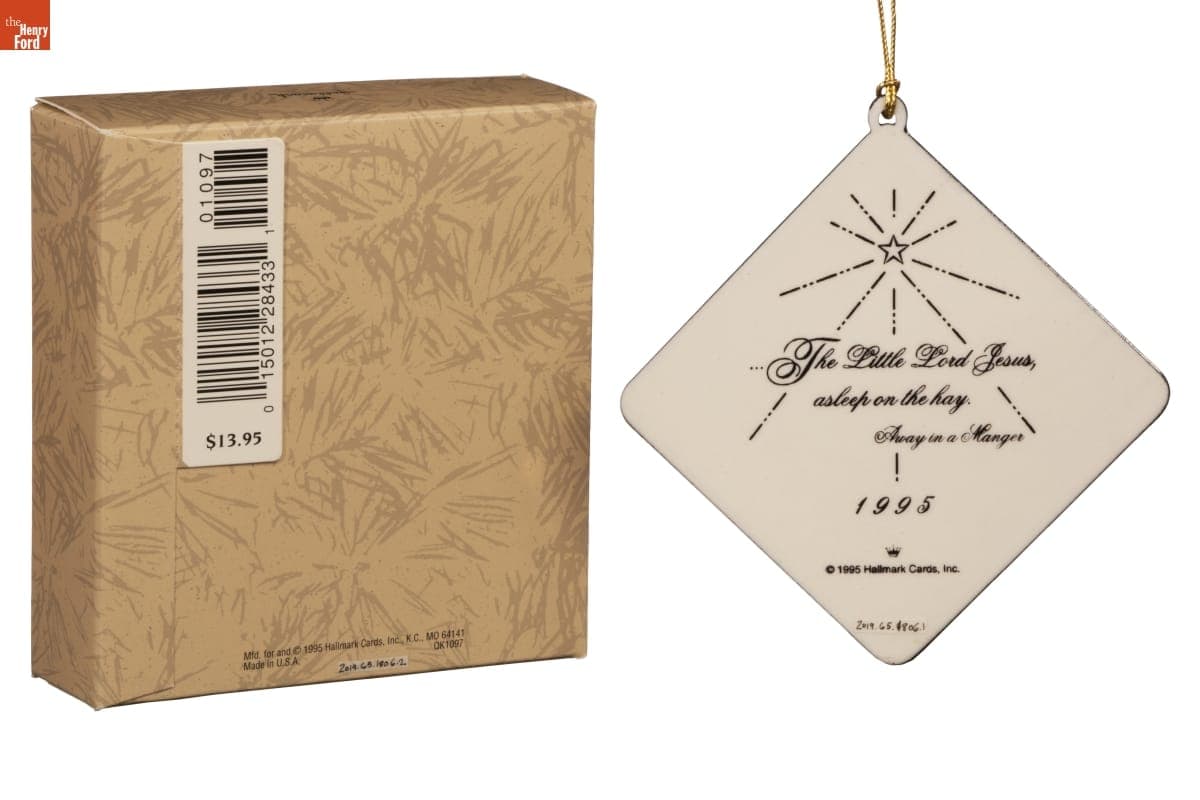 the
Henry
Ford
Hallmark
01097
0 15012 28433 1
$13.95
Mfd. for and © 1995 Hallmark Cards, Inc., K.C., MO 64141
Made in U.S.A.
QK1097
2019.65.1806.2
...The Little Lord Jesus,
asleep on the hay.
Away in a Manger
1995
© 1995 Hallmark Cards, Inc.
2019.65.1806.1